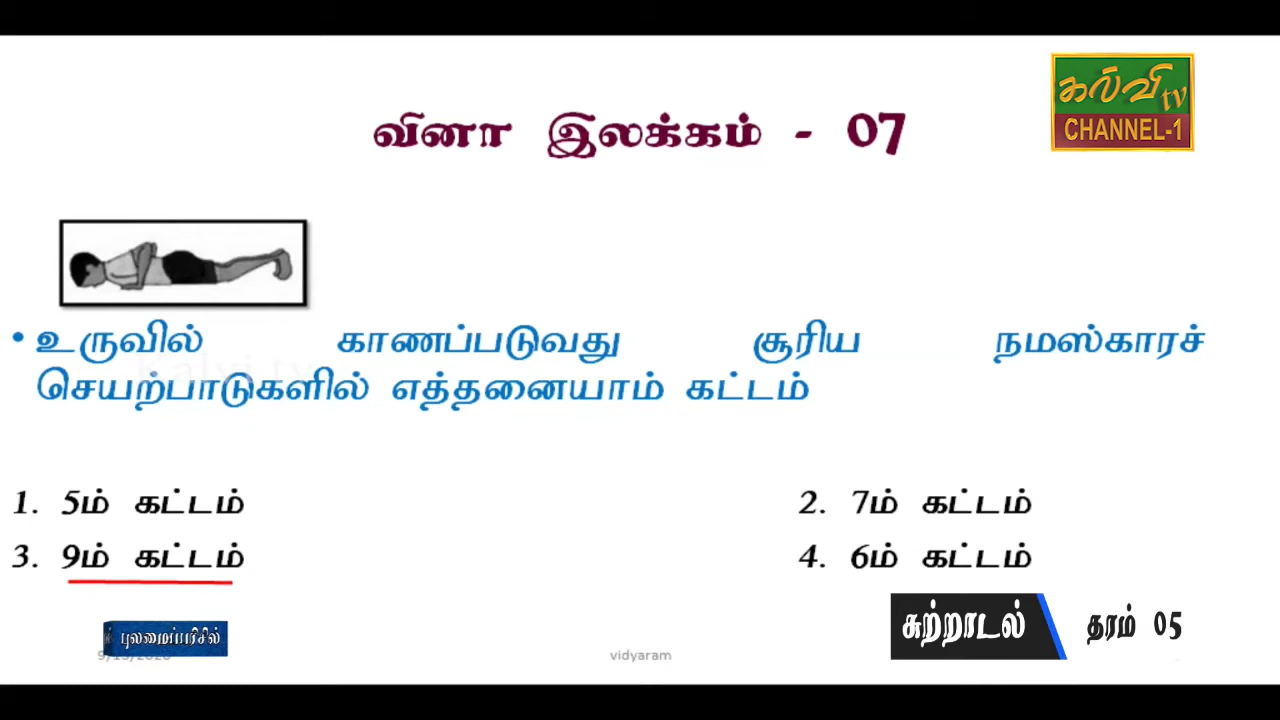 கல்வி tv
CHANNEL-1
வினா இலக்கம் - 07
• உருவில் காணப்படுவது சூரிய நமஸ்காரச்
செயற்பாடுகளில் எத்தனையாம் கட்டம்
Kalvi tv
1. 5ம் கட்டம் 2. 7ம் கட்டம்
3. 9ம் கட்டம் 4. 6ம் கட்டம்
புலமைப்பரிசில்
சுற்றாடல் தரம் 05
vidyaram